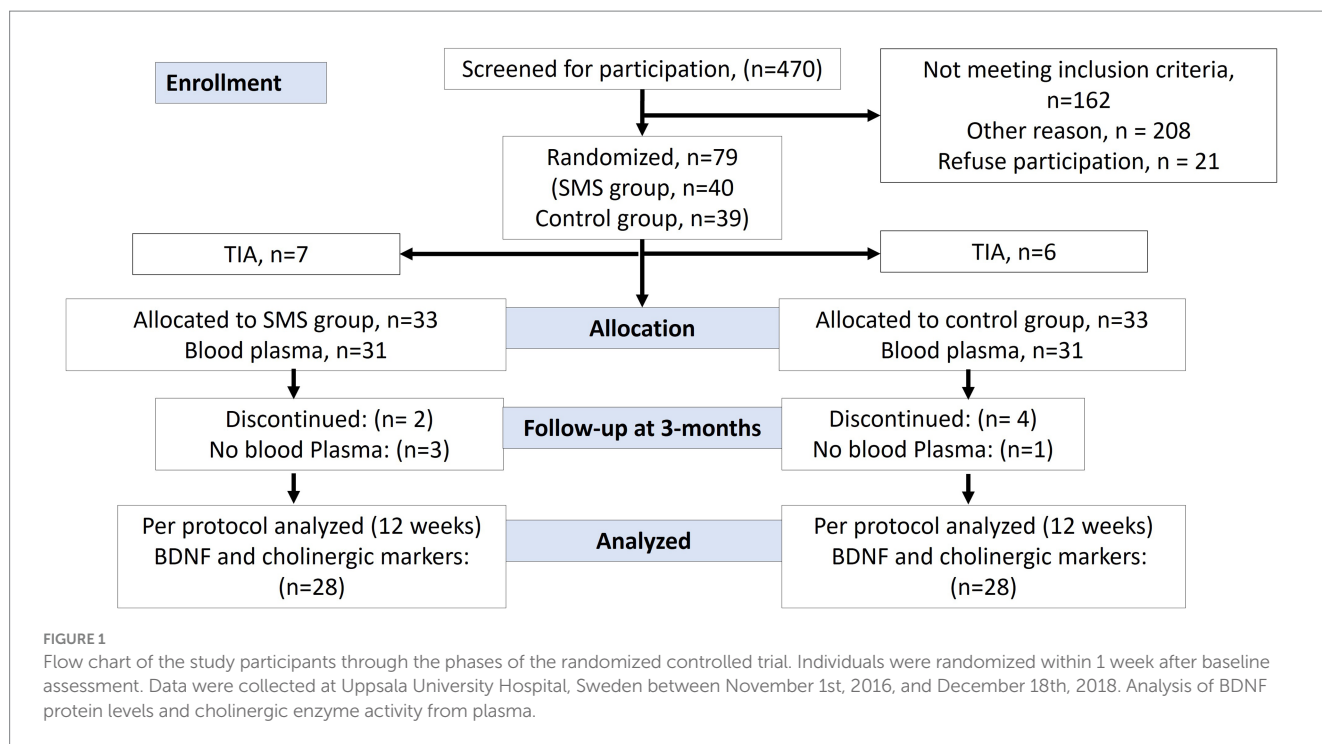 Enrollment
Screened for participation, (n=470)
Not meeting inclusion criteria,
n=162
Other reason, n = 208
Refuse participation, n = 21
Randomized, n=79
(SMS group, n=40
Control group, n=39)
TIA, n=7
TIA, n=6
Allocated to SMS group, n=33
Blood plasma, n=31
Allocation
Allocated to control group, n=33
Blood plasma, n=31
Discontinued: (n= 2)
No blood Plasma: (n=3)
Follow-up at 3-months
Discontinued: (n= 4)
No blood Plasma: (n=1)
Per protocol analyzed (12 weeks)
BDNF and cholinergic markers:
(n=28)
Analyzed
Per protocol analyzed (12 weeks)
BDNF and cholinergic markers:
(n=28)
FIGURE 1
Flow chart of the study participants through the phases of the randomized controlled trial. Individuals were randomized within 1 week after baseline
assessment. Data were collected at Uppsala University Hospital, Sweden between November 1st, 2016, and December 18th, 2018. Analysis of BDNF
protein levels and cholinergic enzyme activity from plasma.